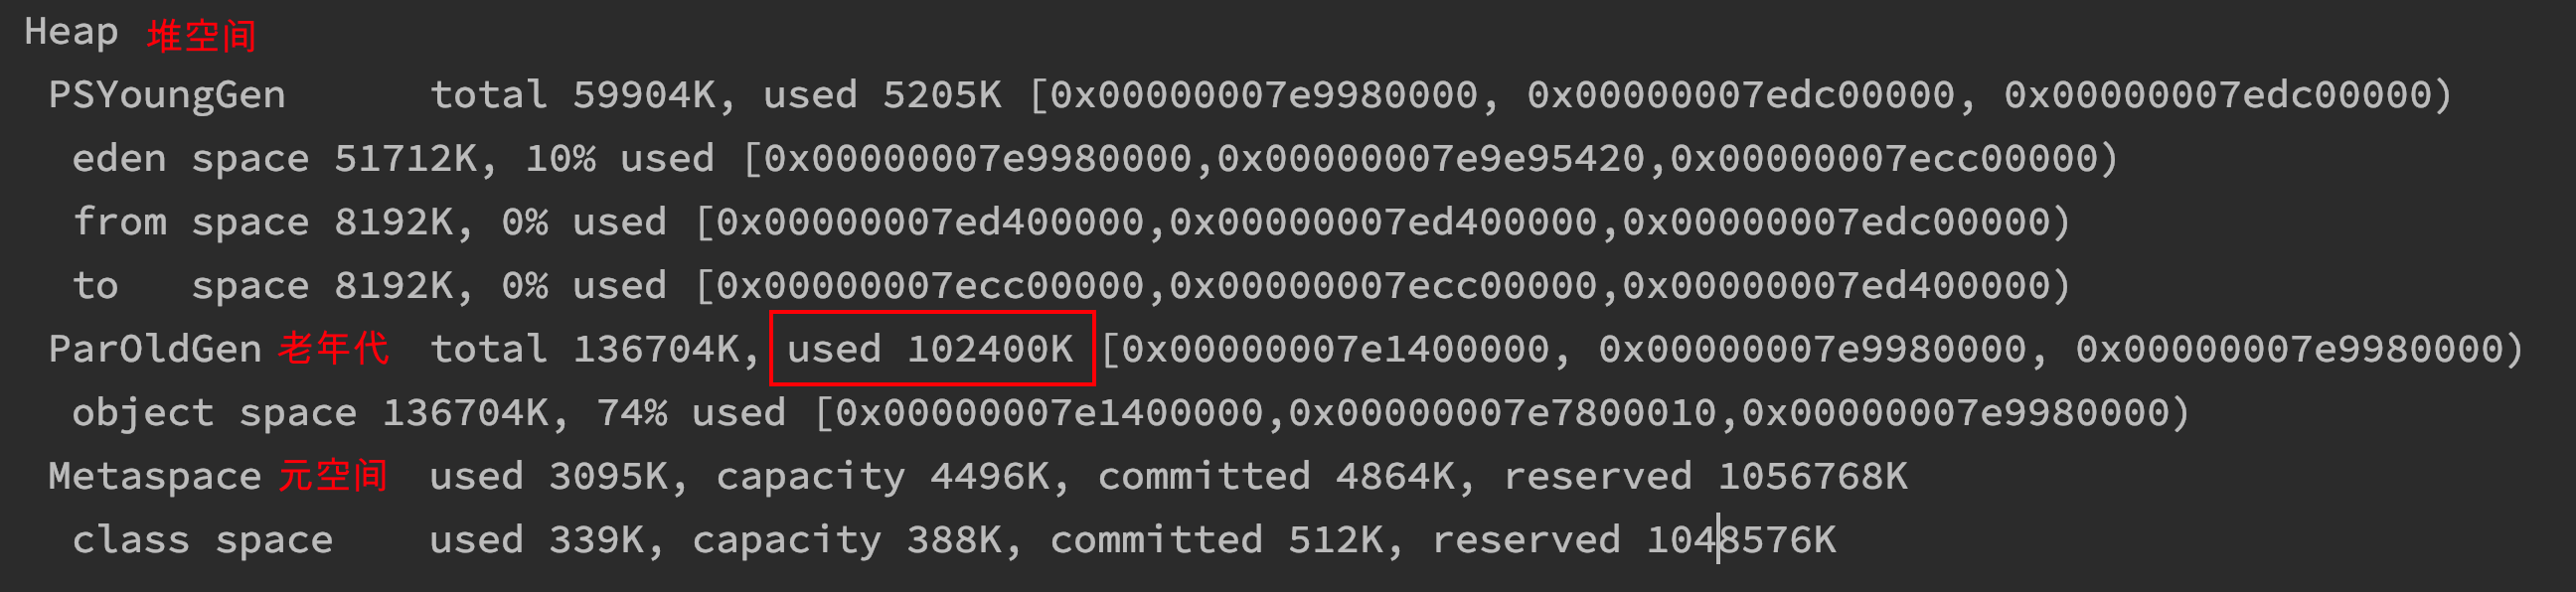 Heap 堆空间
PSYoungGen total 59904K, used 5205K [0x00000007e9980000, 0x00000007edc00000, 0x00000007edc00000)
eden space 51712K, 10% used [0x00000007e9980000,0x00000007e9e95420,0x00000007ecc00000)
from space 8192K, 0% used [0x00000007ed400000,0x00000007ed400000,0x00000007edc00000)
to space 8192K, 0% used [0x00000007ecc00000,0x00000007ecc00000,0x00000007ed400000)
ParOldGen 老年代 total 136704K, used 102400K [0x00000007e1400000, 0x00000007e9980000, 0x00000007e9980000)
object space 136704K, 74% used [0x00000007e1400000,0x00000007e7800010,0x00000007e9980000)
Metaspace 元空间 used 3095K, capacity 4496K, committed 4864K, reserved 1056768K
class space used 339K, capacity 388K, committed 512K, reserved 1048576K